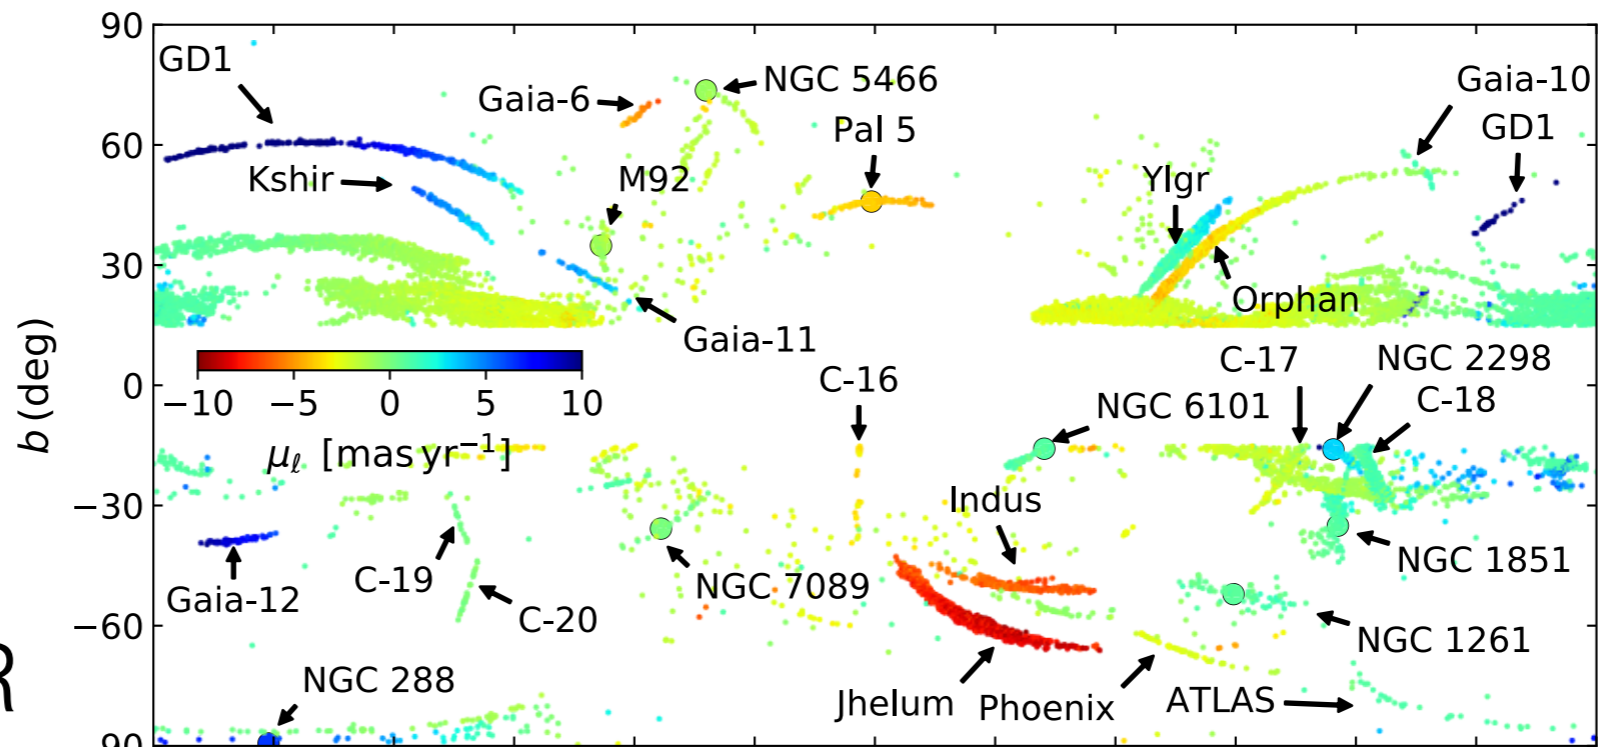 90
GD1
Gaia-6
NGC 5466
Gaia-10
Pal 5
GD1
60
Kshir
M92
Ylgr
30
Orphan
Gaia-11
b (deg)
C-17
NGC 2298
0
C-16
C-18
−10 −5 0 5 10
NGC 6101
μℓ [mas yr−1]
−30
Indus
C-19
NGC 7089
NGC 1851
Gaia-12
C-20
−60
NGC 1261
R
NGC 288
Jhelum
Phoenix
ATLAS
90